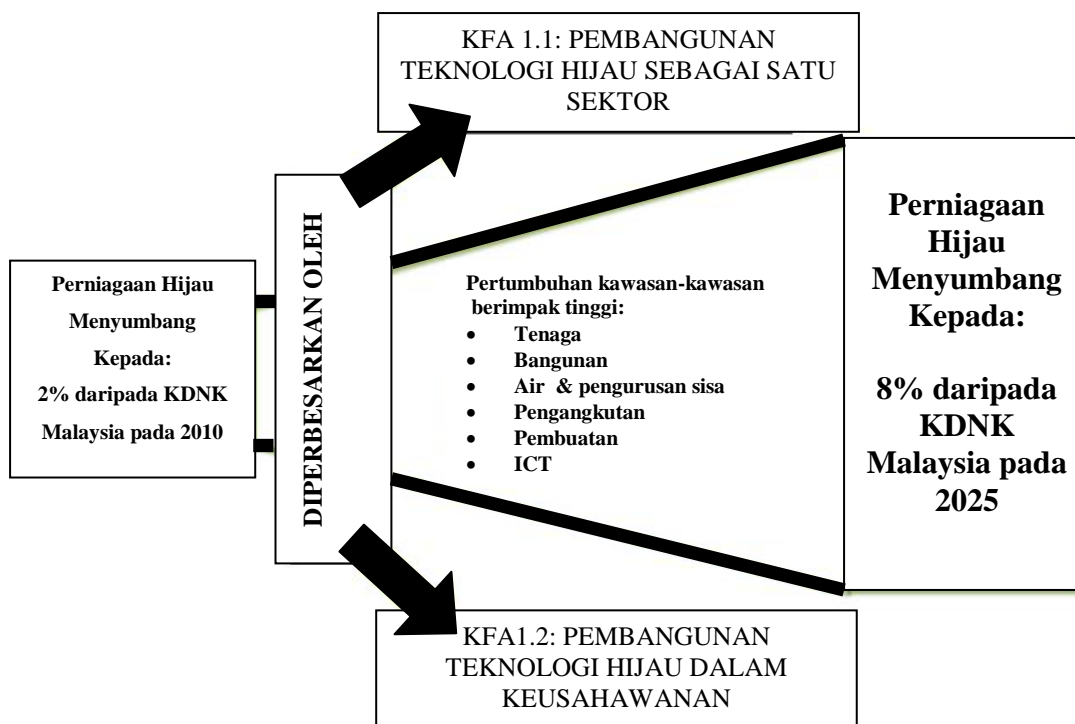 KFA 1.1: PEMBANGUNAN
TEKNOLOGI HIJAU SEBAGAI SATU
SEKTOR
Perniagaan Hijau
Menyumbang
Kepada:
2% daripada KDNK
Malaysia pada 2010
DIPERBESARKAN OLEH
Pertumbuhan kawasan-kawasan
berimpak tinggi:
• Tenaga
• Bangunan
• Air & pengurusan sisa
• Pengangkutan
• Pembuatan
• ICT
Perniagaan
Hijau
Menyumbang
Kepada:
8% daripada
KDNK
Malaysia pada
2025
KFA1.2: PEMBANGUNAN
TEKNOLOGI HIJAU DALAM
KEUSAHAWANAN